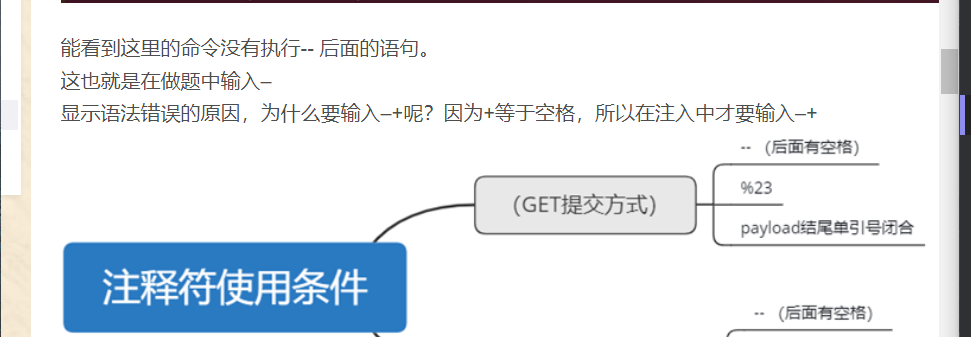 能看到这里的命令没有执行-- 后面的语句。
这也就是在做题中输入–
显示语法错误的原因，为什么要输入–+呢？因为+等于空格，所以在注入中才要输入–+
-- （后面有空格）
（GET提交方式）
%23
payload结尾单引号闭合
注释符使用条件
-- （后面有空格）